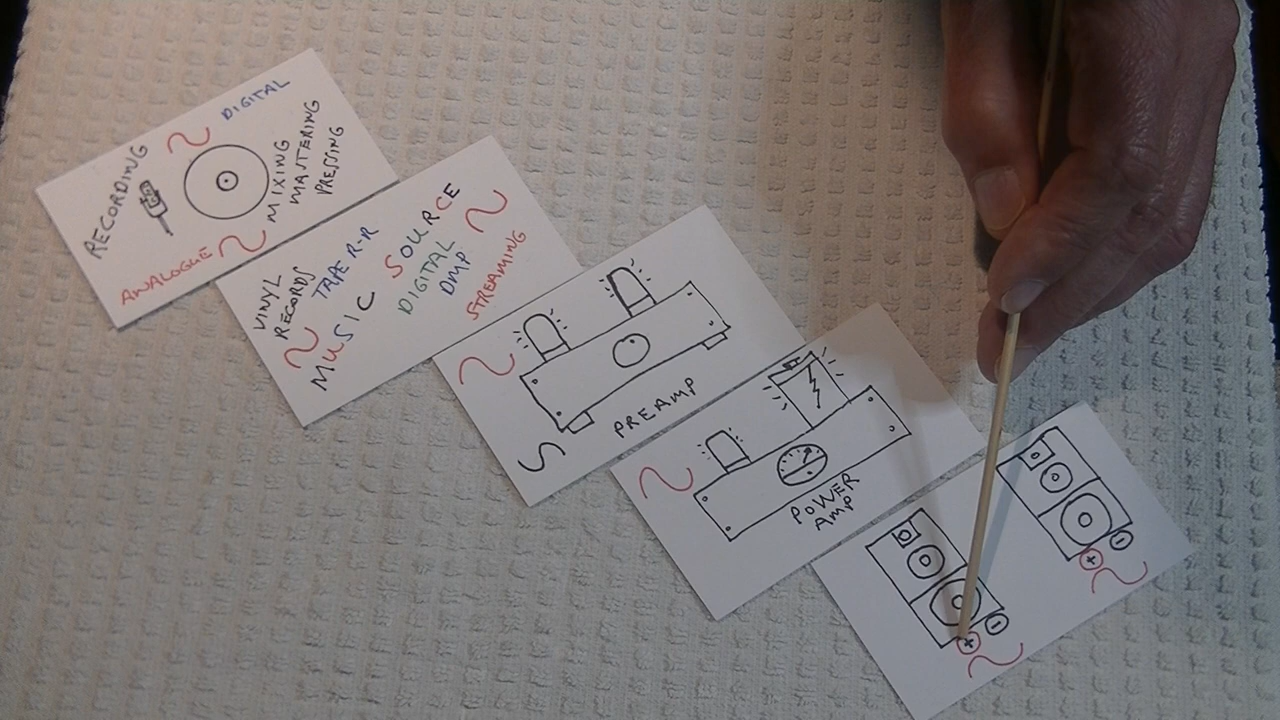 RECORDING
DIGITAL
MIXING
MASTERING
PRESSING
ANALOGUE
VINYL
RECORDS
TAPE R-R
MUSIC
SOURCE
DIGITAL
DMP
STREAMING
PREAMP
POWER
AMP
+
-
+
-